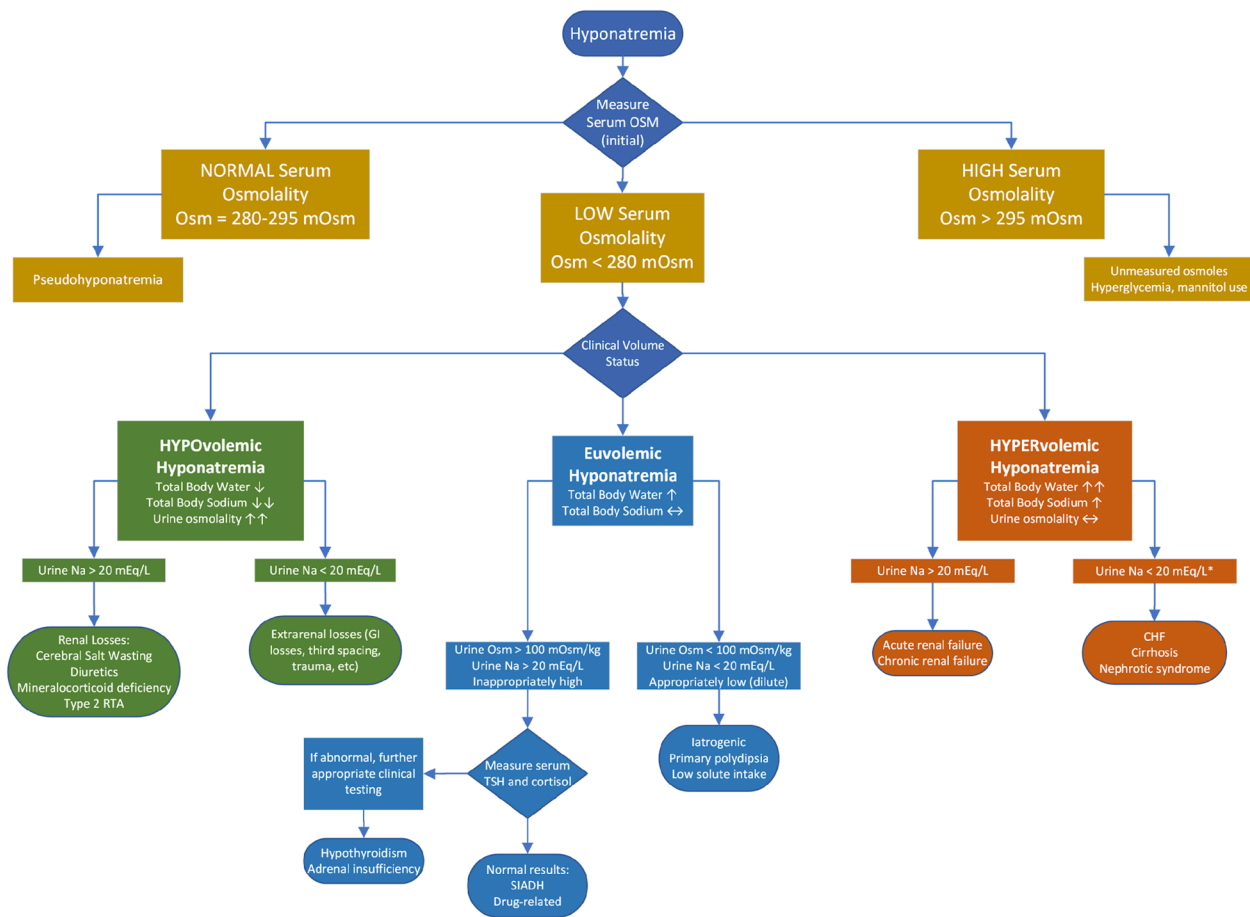 Hyponatremia
Measure
Serum OSM
(initial)
NORMAL Serum
Osmolality
Osm = 280-295 mOsm
LOW Serum
Osmolality
Osm < 280 mOsm
HIGH Serum
Osmolality
Osm > 295 mOsm
Pseudohyponatremia
Unmeasured osmoles
Hyperglycemia, mannitol use
Clinical Volume
Status
HYPOvolemic
Hyponatremia
Total Body Water ↓
Total Body Sodium ↓↓
Urine osmolality ↑↑
Euvolemic
Hyponatremia
Total Body Water ↑
Total Body Sodium ↔
HYPERvolemic
Hyponatremia
Total Body Water ↑↑
Total Body Sodium ↑
Urine osmolality ↔
Urine Na > 20 mEq/L
Urine Na < 20 mEq/L
Urine Na > 20 mEq/L
Urine Na < 20 mEq/L*
Renal Losses:
Cerebral Salt Wasting
Diuretics
Mineralocorticoid deficiency
Type 2 RTA
Extrarenal losses (GI
losses, third spacing,
trauma, etc)
Urine Osm > 100 mOsm/kg
Urine Na > 20 mEq/L
Inappropriately high
Urine Osm < 100 mOsm/kg
Urine Na < 20 mEq/L
Appropriately low (dilute)
Acute renal failure
Chronic renal failure
CHF
Cirrhosis
Nephrotic syndrome
If abnormal, further
appropriate clinical
testing
Measure serum
TSH and cortisol
Iatrogenic
Primary polydipsia
Low solute intake
Hypothyroidism
Adrenal insufficiency
Normal results:
SIADH
Drug-related